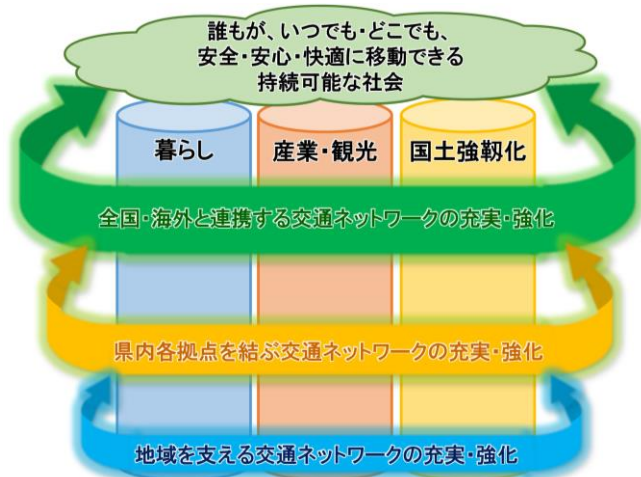 誰もが、いつでも・どこでも、
安全・安心・快適に移動できる
持続可能な社会
暮らし
産業・観光
国土強靱化
全国・海外と連携する交通ネットワークの充実・強化
県内各拠点を結ぶ交通ネットワークの充実・強化
地域を支える交通ネットワークの充実・強化